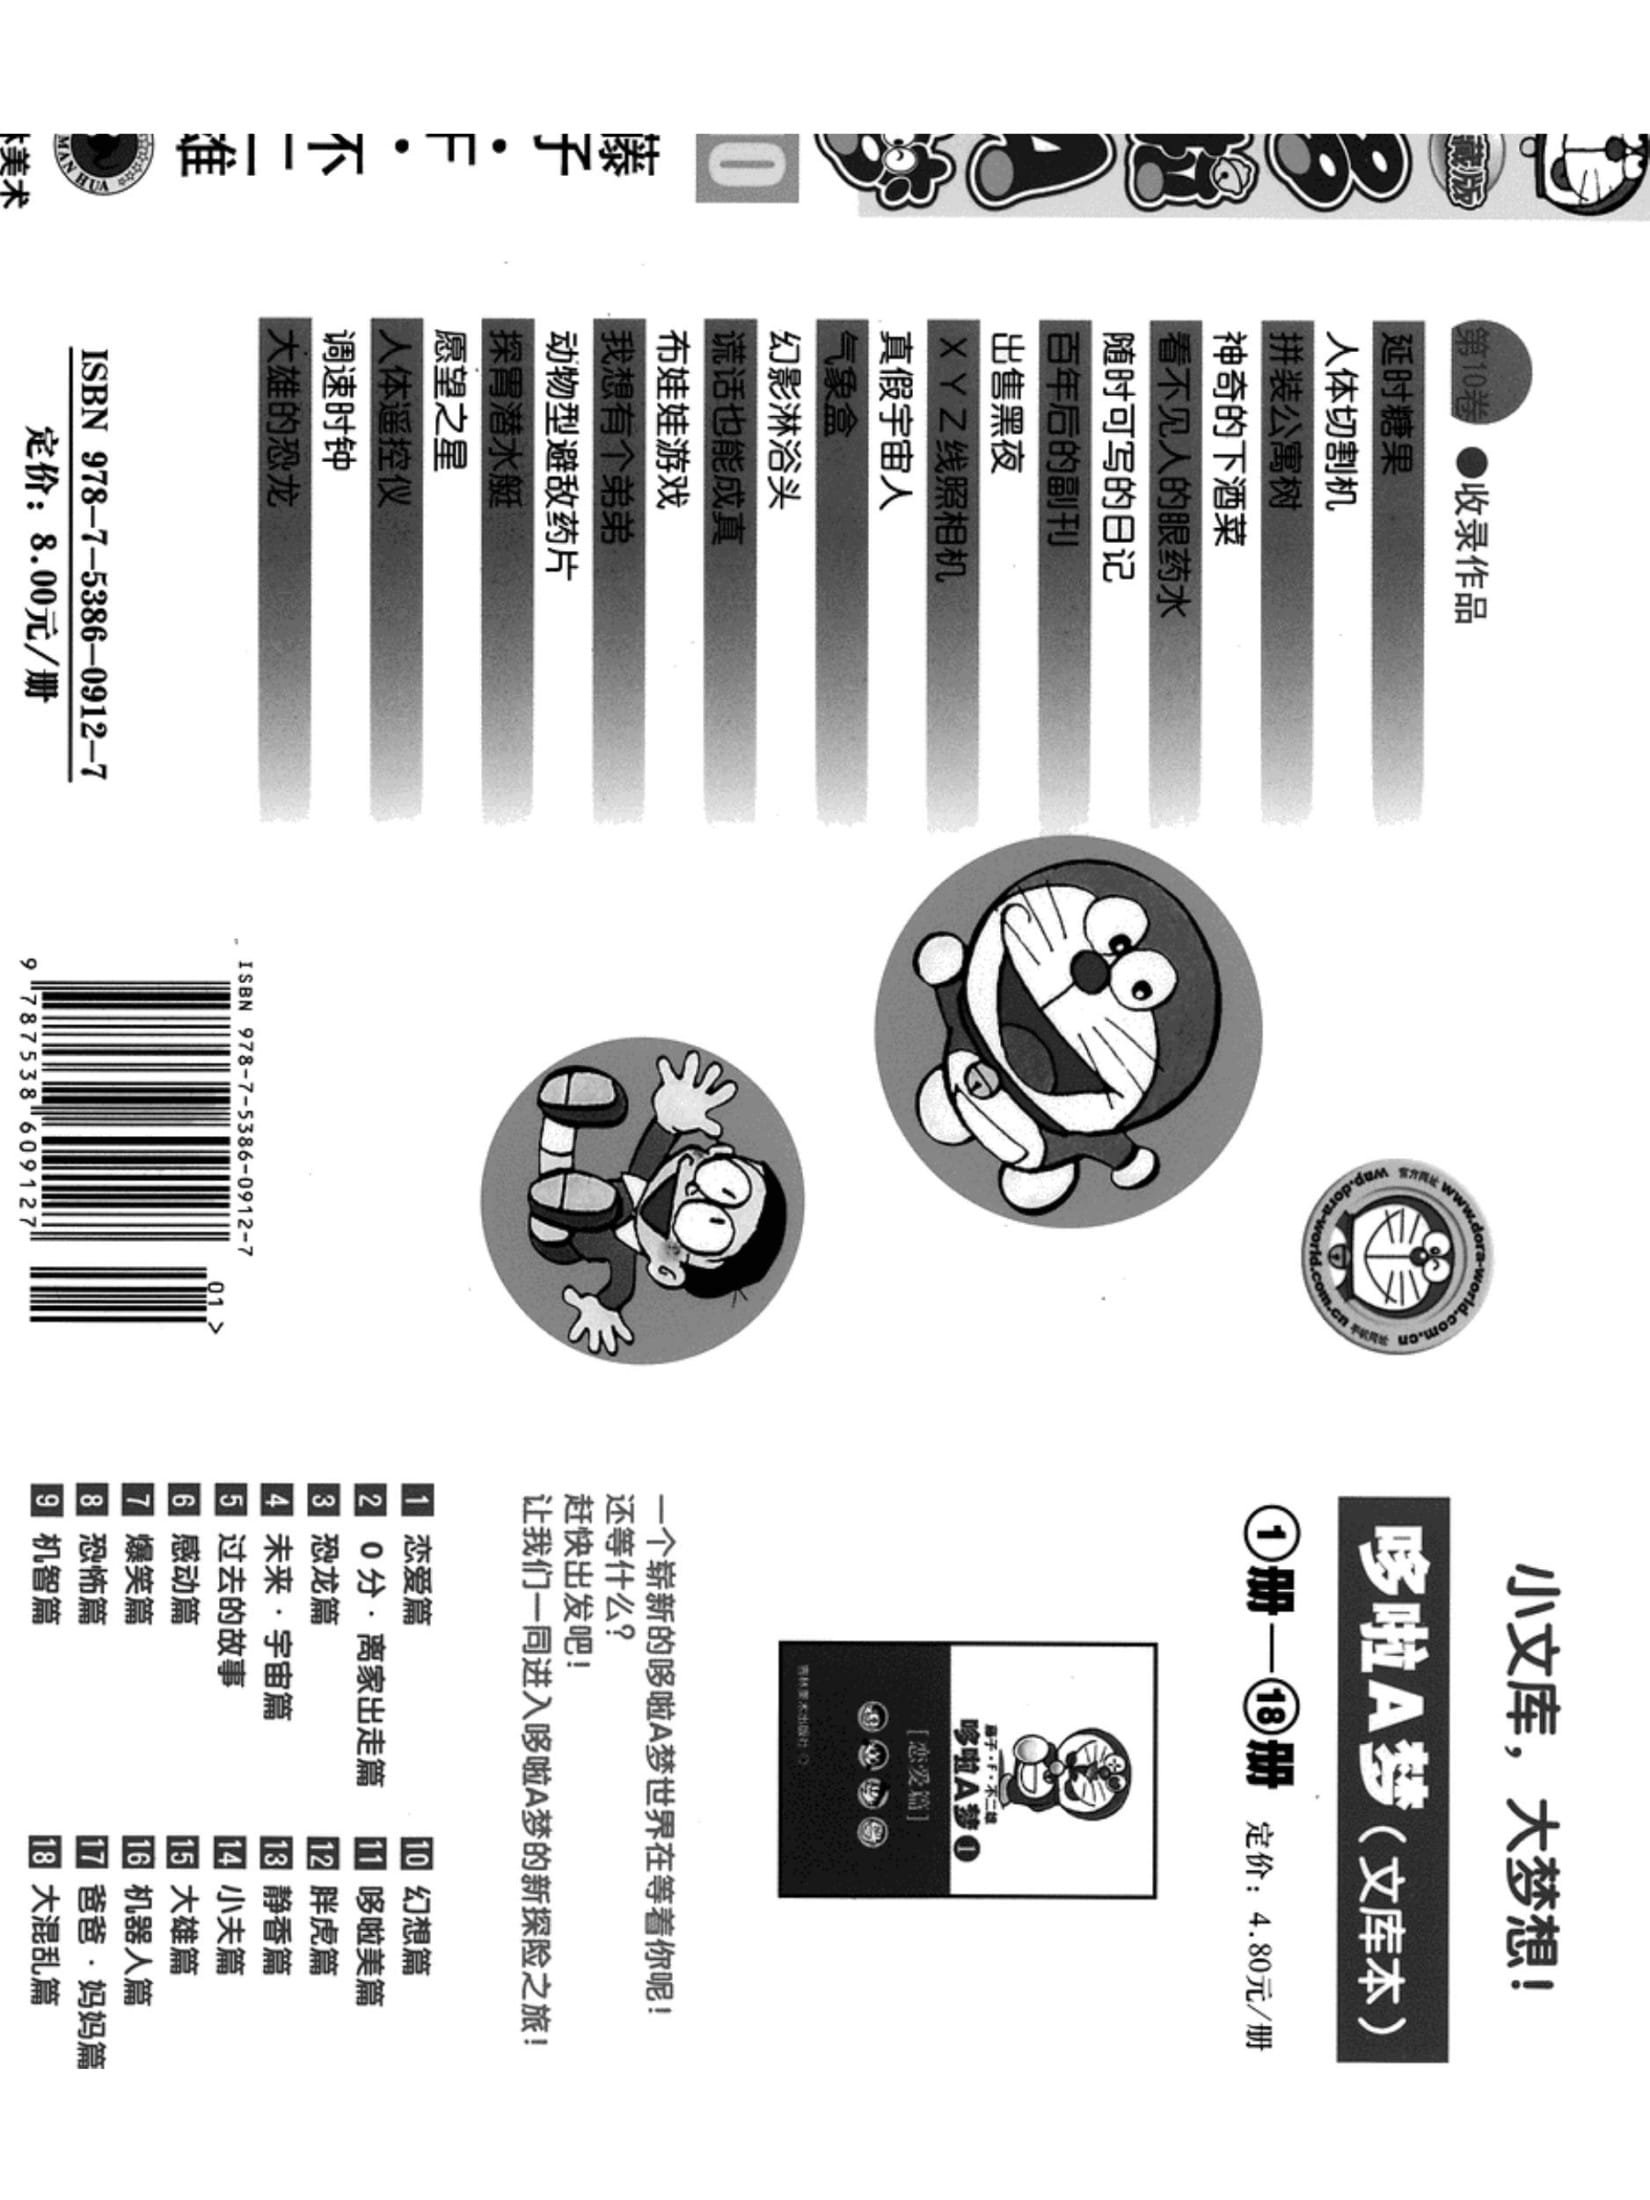 藏版
0
藤子・F・不二雄
MAN HUA
美术
第10卷 ●收录作品
延时糖果
人体切割机
拼装公寓树
神奇的下酒菜
看不见人的眼药水
随时可写的日记
百年后的副刊
出售黑夜
XYZ线照相机
真假宇宙人
气象盒
幻影淋浴头
谎话也能成真
布娃娃游戏
我想有个弟弟
动物型避敌药片
探胃潜水艇
愿望之星
人体遥控仪
调速时钟
大雄的恐龙
ISBN 978-7-5386-0912-7
定价：8.00元/册
官方网址 www.dora-world.com.cn
手机网址 wap.dora-world.com.cn
ISBN 978-7-5386-0912-7
9 787538 609127
01 >
小文库，大梦想！
哆啦A梦（文库本）
①册—⑱册 定价：4.80元/册
藤子・F・不二雄
哆啦A梦❶
[恋爱篇]
吉林美术出版社
一个崭新的哆啦A梦世界在等着你呢！
还等什么？
赶快出发吧！
让我们一同进入哆啦A梦的新探险之旅！
1 恋爱篇
2 0分·离家出走篇
3 恐龙篇
4 未来·宇宙篇
5 过去的故事
6 感动篇
7 爆笑篇
8 恐怖篇
9 机智篇
10 幻想篇
11 哆啦美篇
12 胖虎篇
13 静香篇
14 小夫篇
15 大雄篇
16 机器人篇
17 爸爸·妈妈篇
18 大混乱篇